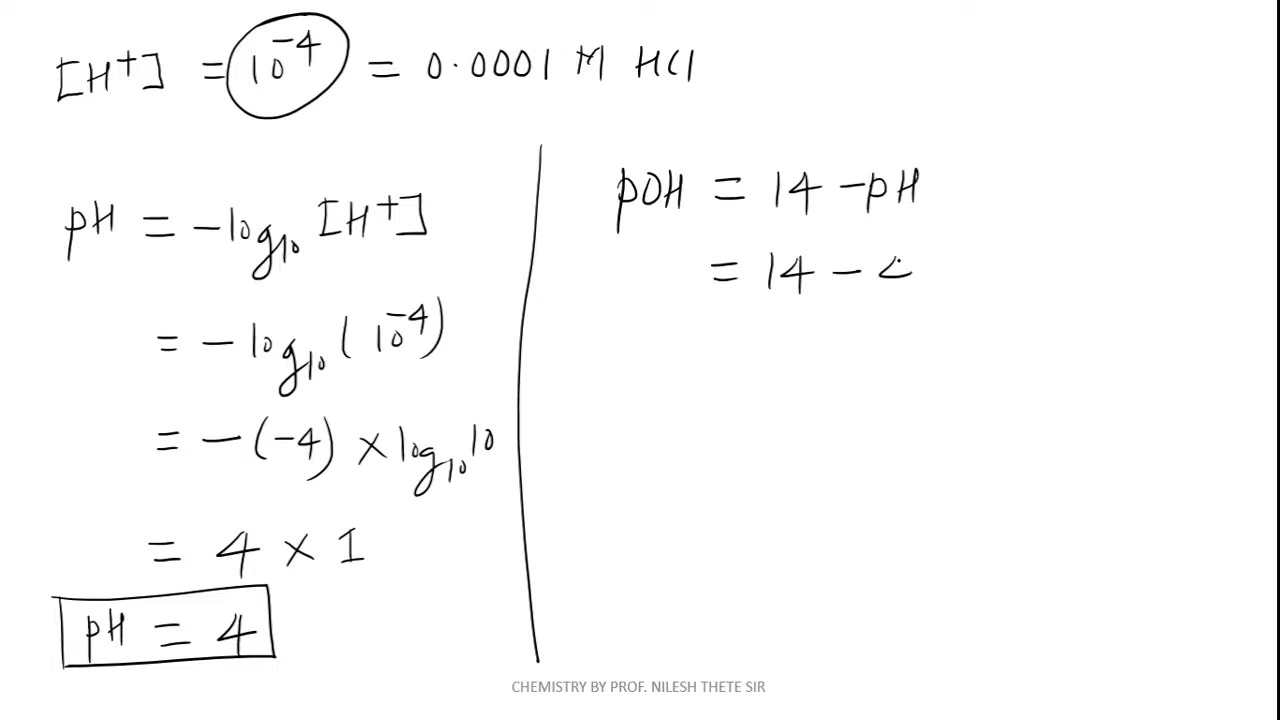 [H⁺] = 10⁻⁴ = 0.0001 M HCl
pH = -log₁₀ [H⁺]
= -log₁₀ (10⁻⁴)
= -(-4) × log₁₀10
= 4 × 1
pH = 4
pOH = 14 - pH
= 14 -
CHEMISTRY BY PROF. NILESH THETE SIR